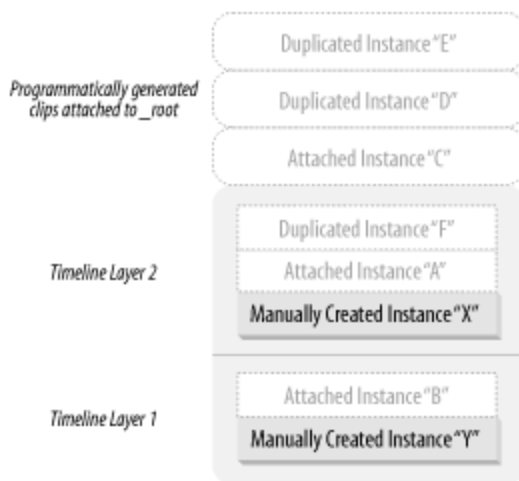 Duplicated Instance "E"
Programmatically generated
clips attached to _root
Duplicated Instance "D"
Attached Instance "C"
Duplicated Instance "F"
Timeline Layer 2
Attached Instance "A"
Manually Created Instance "X"
Attached Instance "B"
Timeline Layer 1
Manually Created Instance "Y"